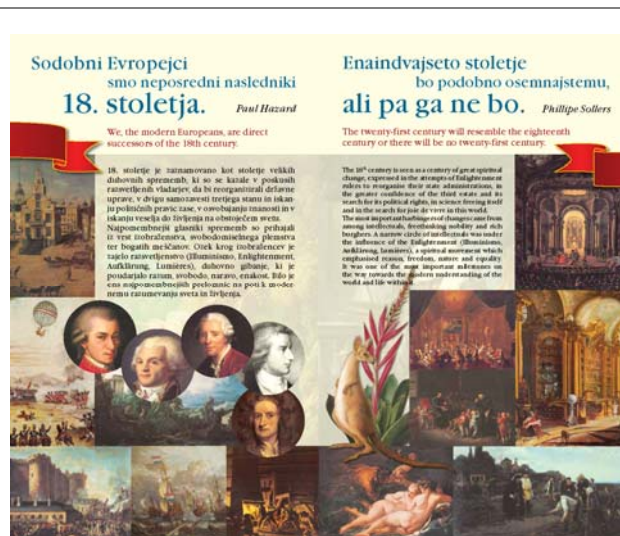 Sodobni Evropejci
smo neposredni nasledniki
18. stoletja. Paul Hazard
We, the modern Europeans, are direct
successors of the 18th century.
18. stoletje je zaznamovano kot stoletje velikih
duhovnih sprememb, ki so se kazale v poskusih
razsvetljenih vladarjev, da bi reorganizirali državne
uprave, v dvigu samozavesti tretjega stanu in iskan-
ju političnih pravic zase, v osvobajanju znanosti in v
iskanju veselja do življenja na obstoječem svetu.
Najpomembnejši glasniki sprememb so prihajali
iz vrst izobražencev, svobodomiselnega plemstva
ter bogatih meščanov. Ozek krog izobražencev je
zajelo razsvetljenstvo (Illuminismo, Enlightenment,
Aufklärung, Lumières), duhovno gibanje, ki je
poudarjalo razum, svobodo, naravo, enakost. Bilo je
ena najpomembnejših prelomnic na poti k moder-
nemu razumevanju sveta in življenja.
Enaindvajseto stoletje
bo podobno osemnajstemu,
ali pa ga ne bo. Phillipe Sollers
The twenty-first century will resemble the eighteenth
century or there will be no twenty-first century.
The 18th century is seen as a century of great spiritual
change, expressed in the attempts of Enlightenment
rulers to reorganise their state administrations, in
the greater confidence of the third estate and its
search for its political rights, in science freeing itself
and in the search for joie de vivre in this world.
The most important harbingers of changes came from
among intellectuals, freethinking nobility and rich
burghers. A narrow circle of intellectuals was under
the influence of the Enlightenment (Illuminismo,
Aufklärung, Lumières), a spiritual movement which
emphasised reason, freedom, nature and equality.
It was one of the most important milestones on
the way towards the modern understanding of the
world and life within